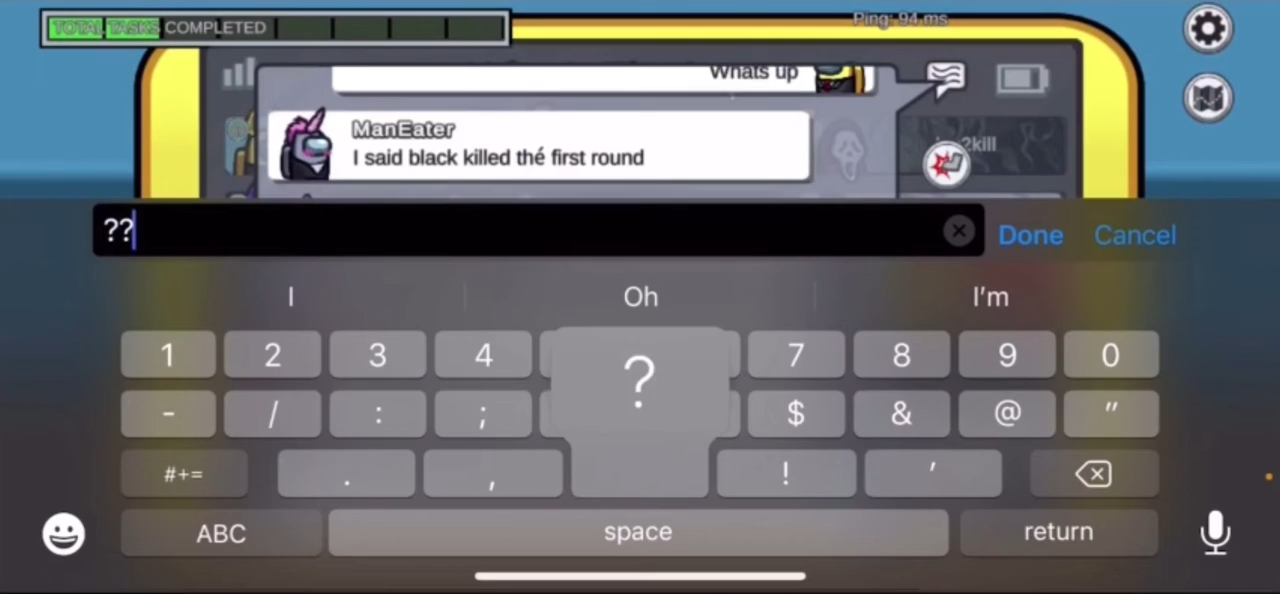 TOTAL TASKS COMPLETED
Ping: 94 ms
Whats up
ManEater
I said black killed thé first round
2kill
??
Done
Cancel
I
Oh
I'm
1 2 3 4 7 8 9 0
- / : ; $ & @ "
?
#+= . , ! '
ABC space return